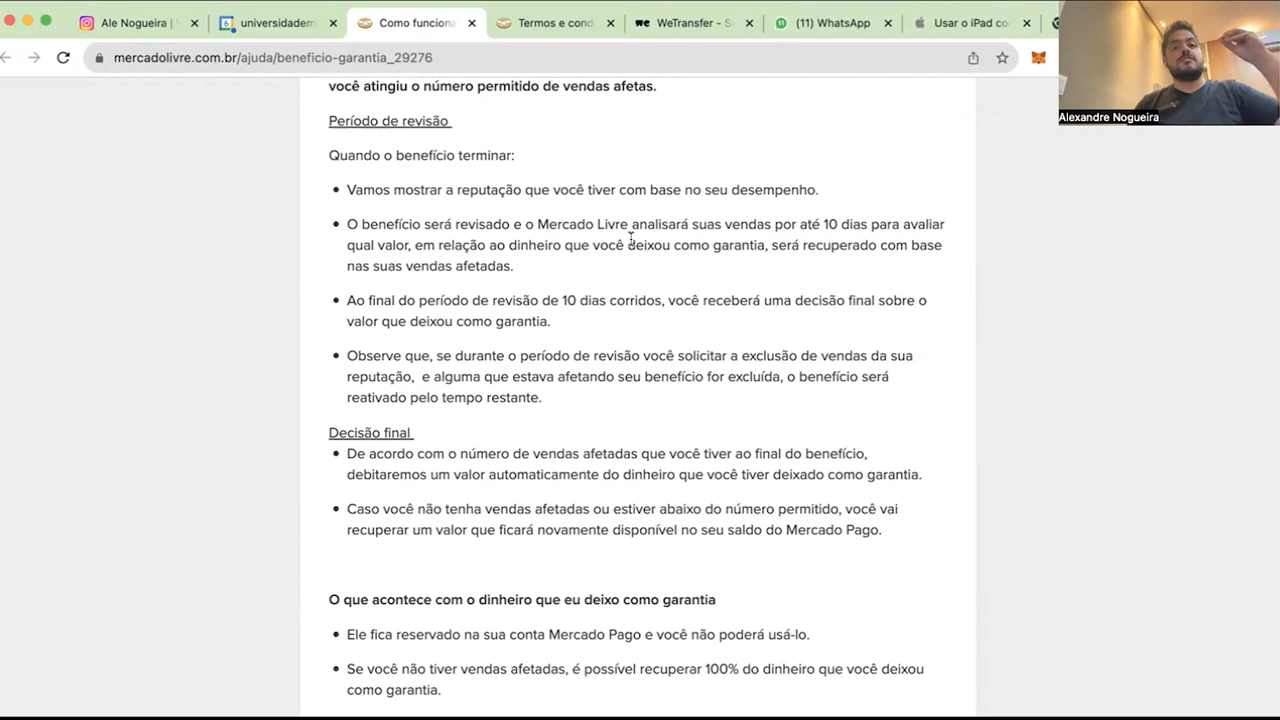 Ale Nogueira |
universidadem
Como funciona
Termos e cond
WeTransfer - S
(11) WhatsApp
Usar o iPad co
mercadolivre.com.br/ajuda/beneficio-garantia_29276
Alexandre Nogueira
você atingiu o número permitido de vendas afetas.
Período de revisão
Quando o benefício terminar:
• Vamos mostrar a reputação que você tiver com base no seu desempenho.
• O benefício será revisado e o Mercado Livre analisará suas vendas por até 10 dias para avaliar
qual valor, em relação ao dinheiro que você deixou como garantia, será recuperado com base
nas suas vendas afetadas.
• Ao final do período de revisão de 10 dias corridos, você receberá uma decisão final sobre o
valor que deixou como garantia.
• Observe que, se durante o período de revisão você solicitar a exclusão de vendas da sua
reputação,  e alguma que estava afetando seu benefício for excluída, o benefício será
reativado pelo tempo restante.
Decisão final
• De acordo com o número de vendas afetadas que você tiver ao final do benefício,
debitaremos um valor automaticamente do dinheiro que você tiver deixado como garantia.
• Caso você não tenha vendas afetadas ou estiver abaixo do número permitido, você vai
recuperar um valor que ficará novamente disponível no seu saldo do Mercado Pago.
O que acontece com o dinheiro que eu deixo como garantia
• Ele fica reservado na sua conta Mercado Pago e você não poderá usá-lo.
• Se você não tiver vendas afetadas, é possível recuperar 100% do dinheiro que você deixou
como garantia.